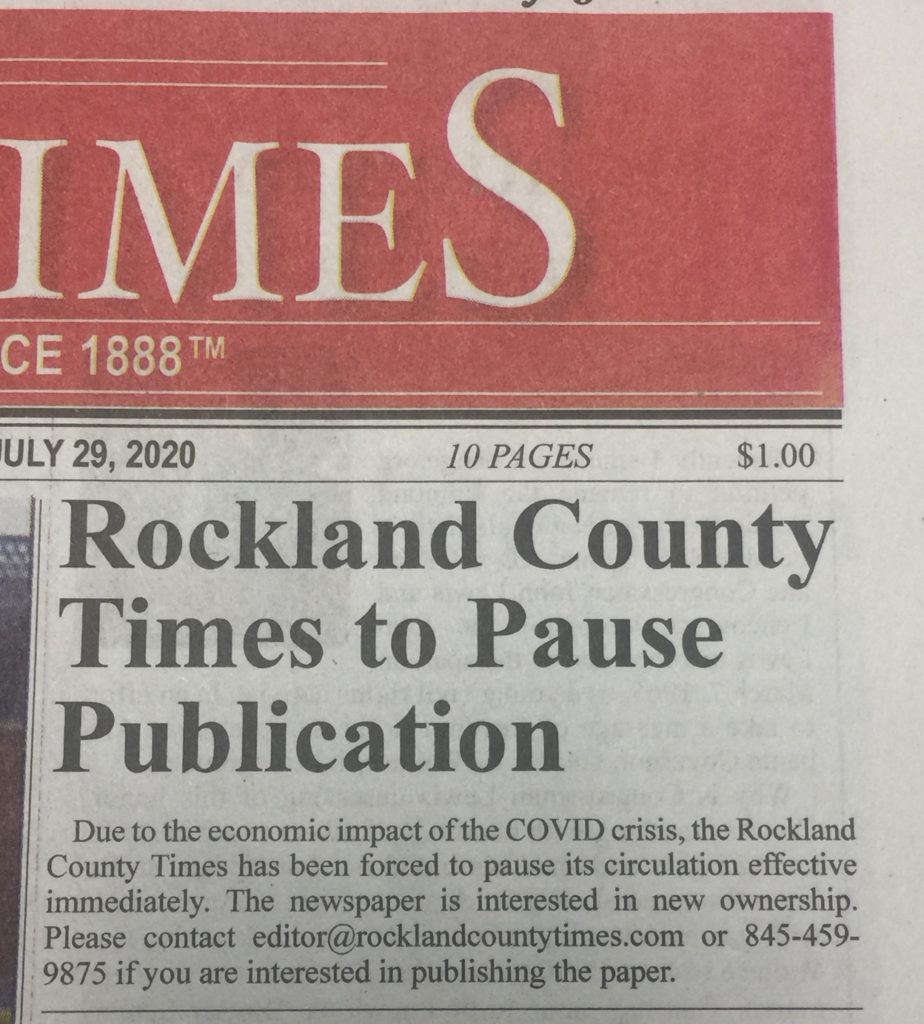 IMES
CE 1888™
JULY 29, 2020 10 PAGES $1.00
Rockland County
Times to Pause
Publication
Due to the economic impact of the COVID crisis, the Rockland
County Times has been forced to pause its circulation effective
immediately. The newspaper is interested in new ownership.
Please contact editor@rocklandcountytimes.com or 845-459-
9875 if you are interested in publishing the paper.